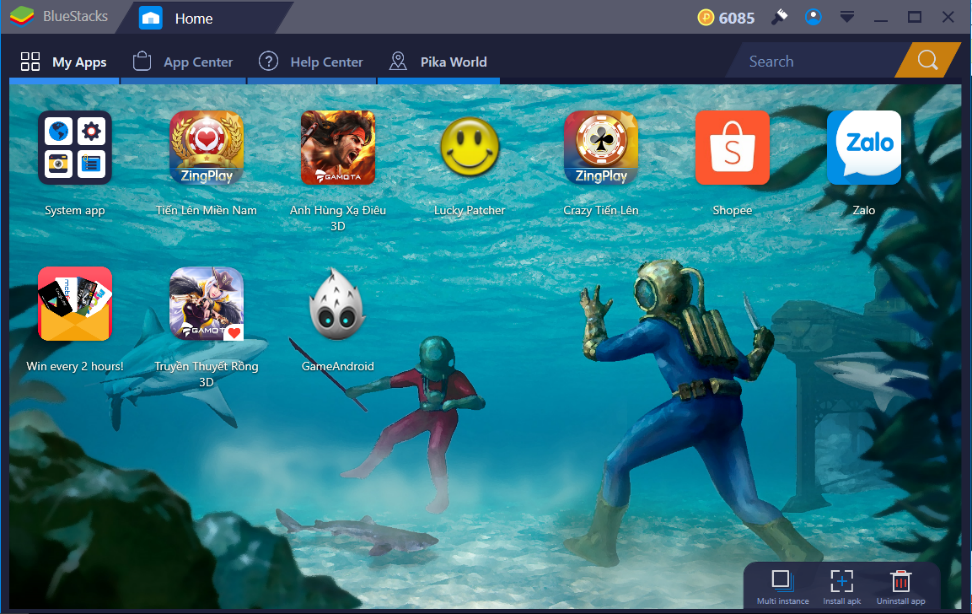 BlueStacks
Home
6085
My Apps
App Center
Help Center
Pika World
Search
ZingPlay
GAMOTA
ZingPlay
S
Zalo
System app
Tiến Lên Miền Nam
Anh Hùng Xạ Điêu
3D
Lucky Patcher
Crazy Tiến Lên
Shopee
Zalo
Win every 2 hours!
Truyền Thuyết Rồng
3D
GameAndroid
Multi instance
Install apk
Uninstall app